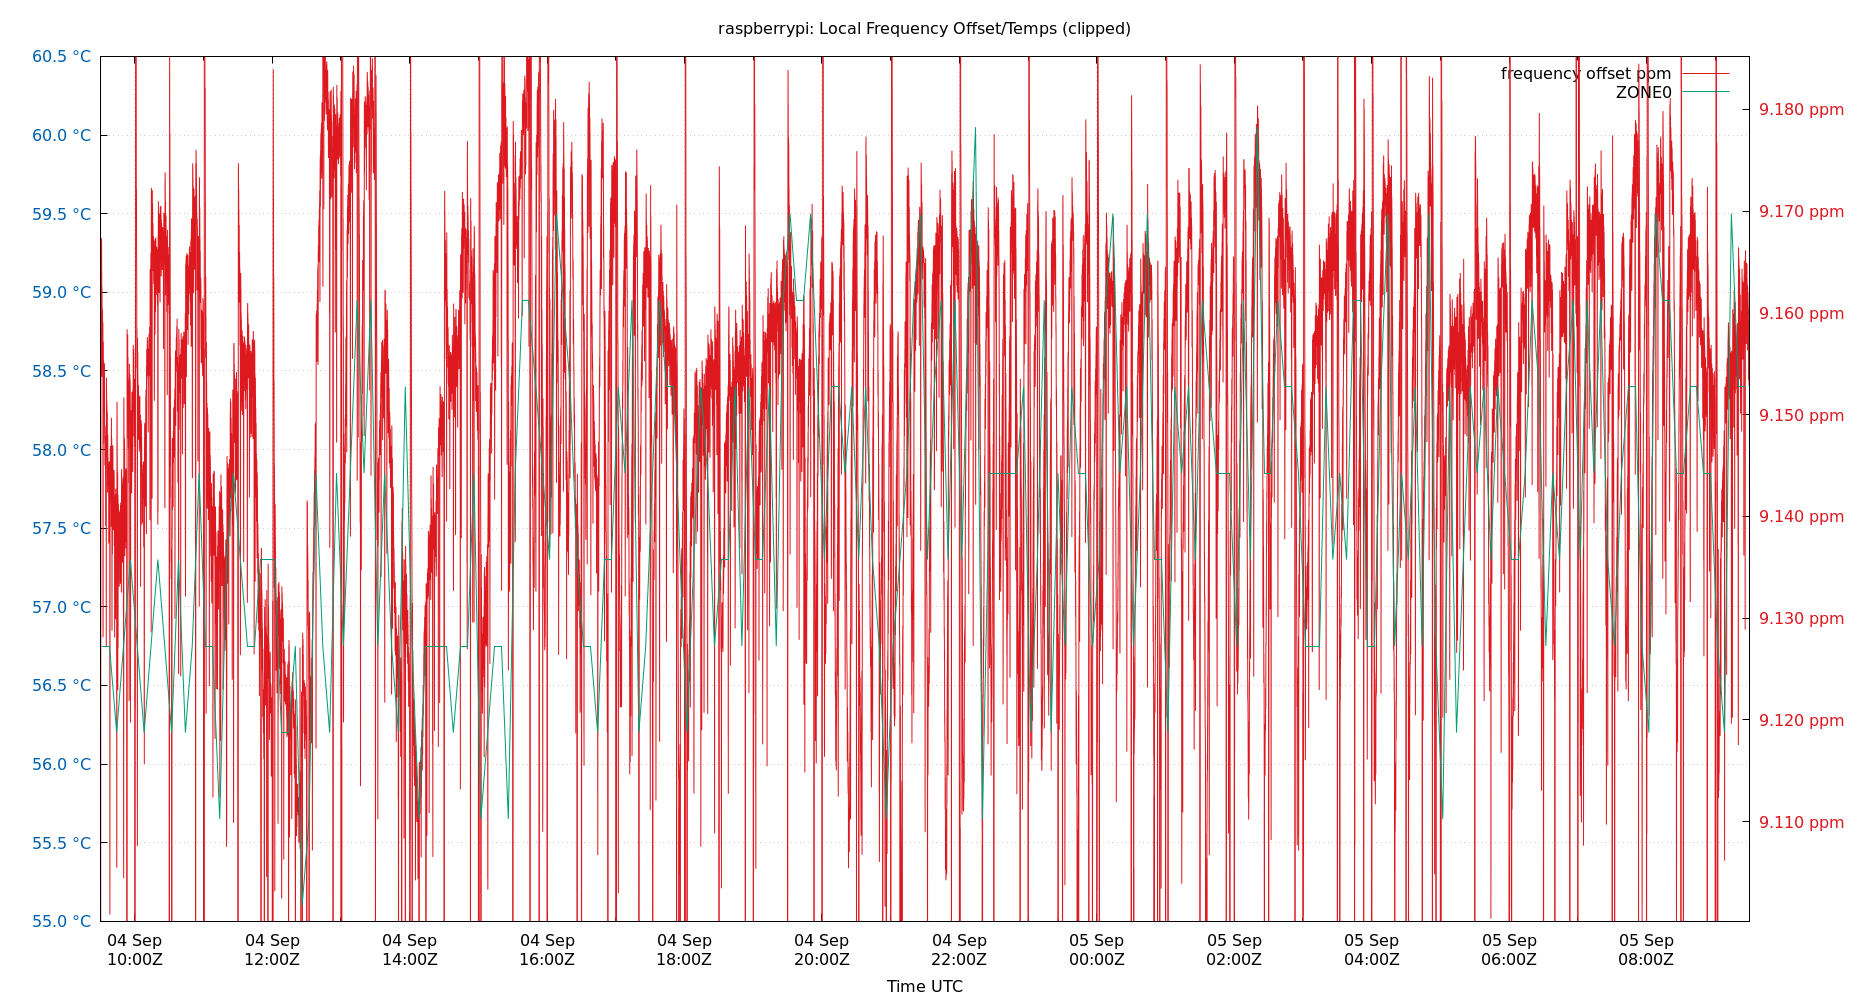 raspberrypi: Local Frequency Offset/Temps (clipped)
frequency offset ppm
ZONE0
60.5 °C
60.0 °C
59.5 °C
59.0 °C
58.5 °C
58.0 °C
57.5 °C
57.0 °C
56.5 °C
56.0 °C
55.5 °C
55.0 °C
9.180 ppm
9.170 ppm
9.160 ppm
9.150 ppm
9.140 ppm
9.130 ppm
9.120 ppm
9.110 ppm
04 Sep 04 Sep 04 Sep 04 Sep 04 Sep 04 Sep 04 Sep 05 Sep 05 Sep 05 Sep 05 Sep 05 Sep
10:00Z 12:00Z 14:00Z 16:00Z 18:00Z 20:00Z 22:00Z 00:00Z 02:00Z 04:00Z 06:00Z 08:00Z
Time UTC